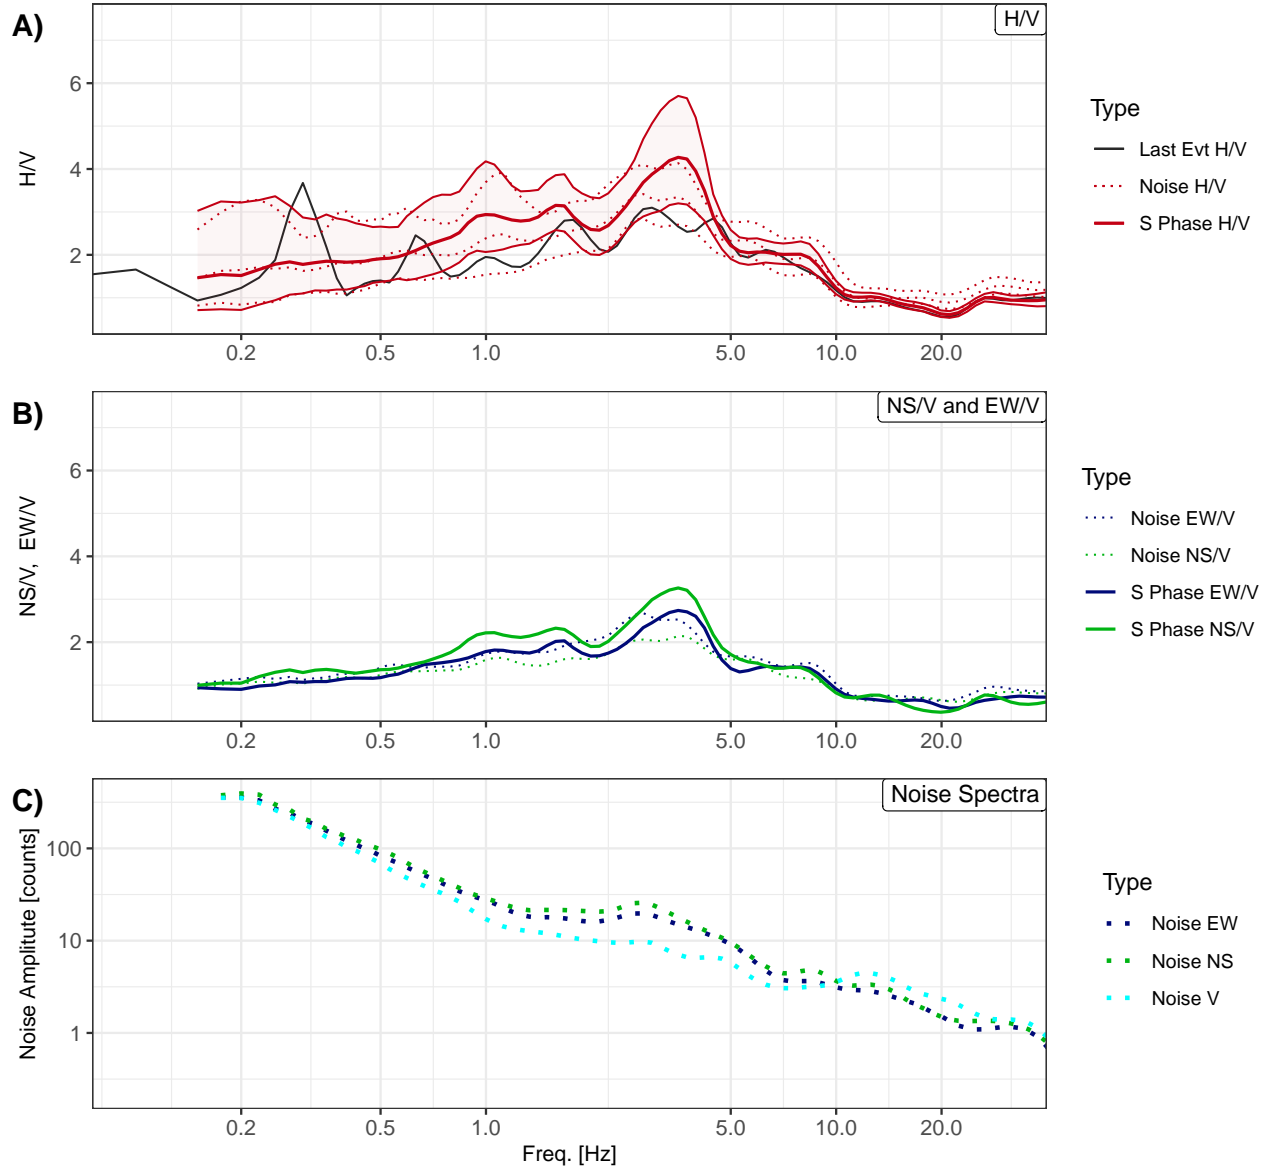 A)
H/V
6
4
2
H/V
0.2 0.5 1.0 5.0 10.0 20.0
Type
Last Evt H/V
Noise H/V
S Phase H/V
B)
NS/V and EW/V
6
4
2
NS/V, EW/V
0.2 0.5 1.0 5.0 10.0 20.0
Type
Noise EW/V
Noise NS/V
S Phase EW/V
S Phase NS/V
C)
Noise Spectra
100
10
1
Noise Amplitute [counts]
0.2 0.5 1.0 5.0 10.0 20.0
Freq. [Hz]
Type
Noise EW
Noise NS
Noise V